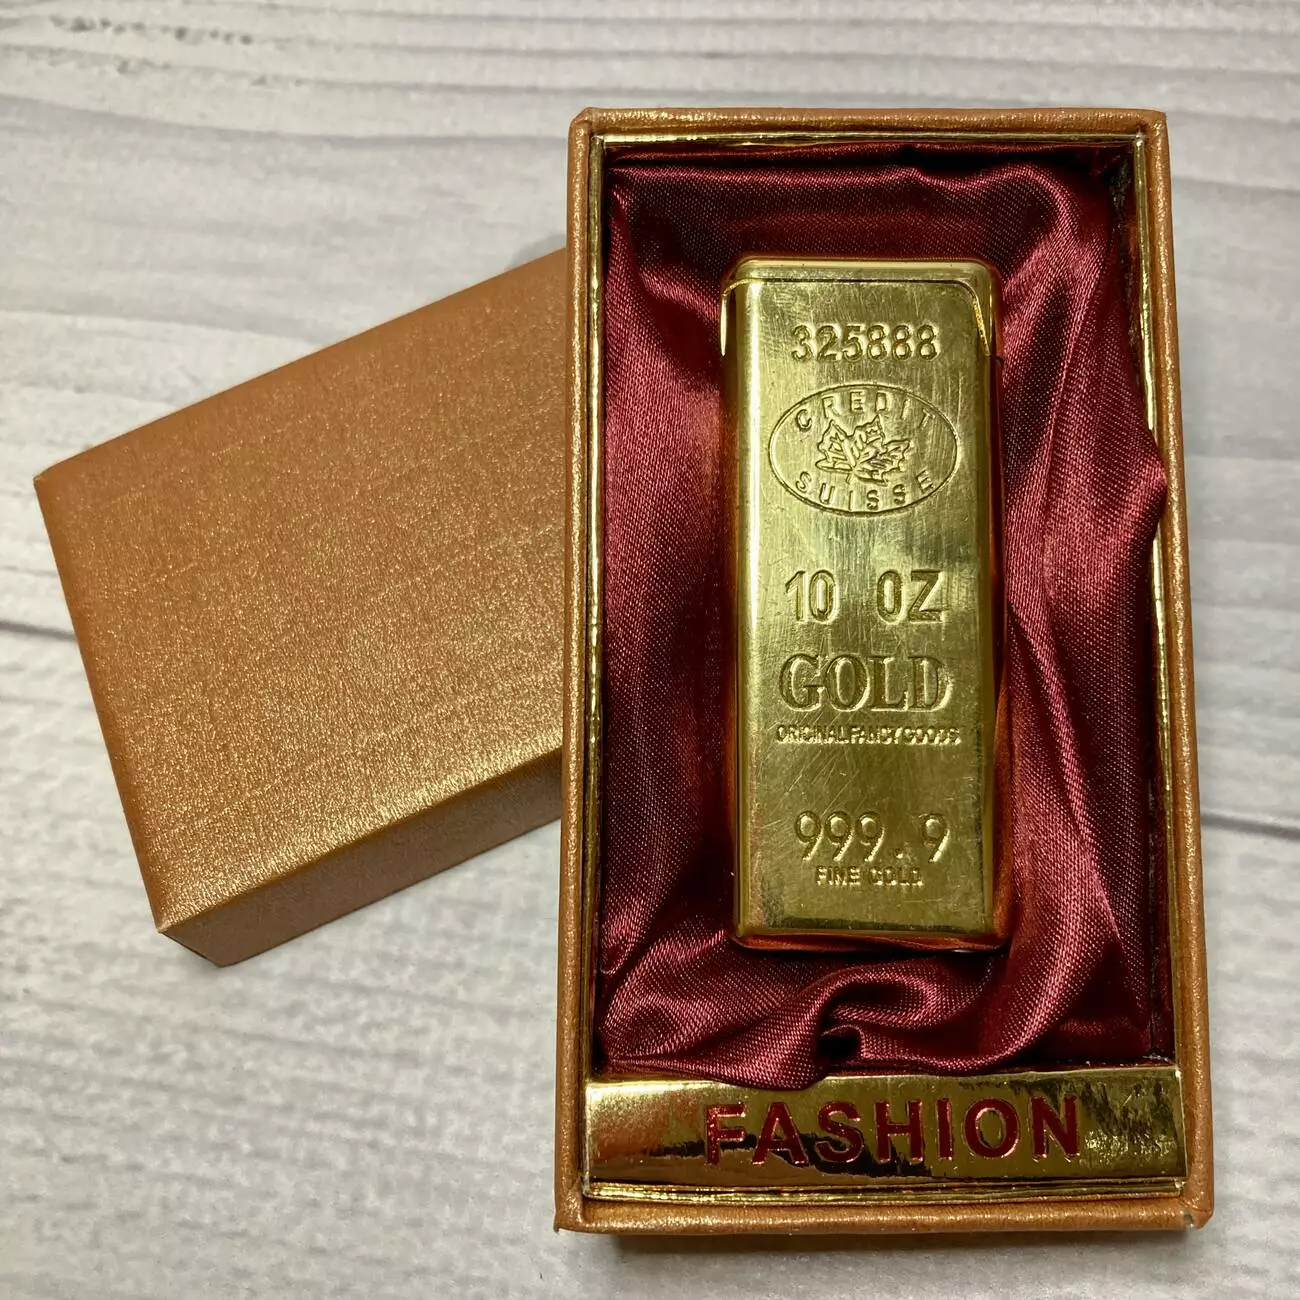 325888
CREDIT
SUISSE
10 OZ
GOLD
ORIGINAL FANCY GOODS
999.9
FINE GOLD
FASHION